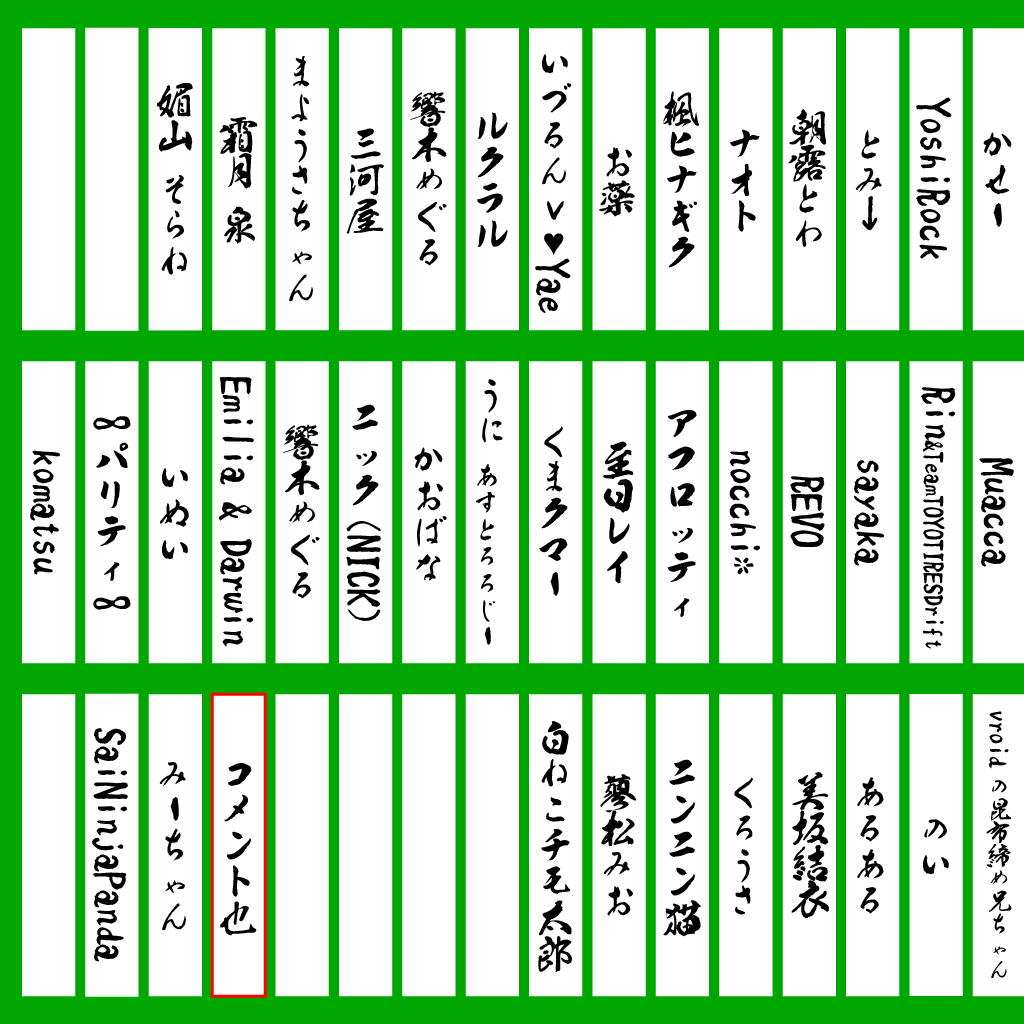 かせー
YoshiRock
とみー
朝露とわ
ナオト
楓ヒナギク
お薬
いづるんv♥Yae
ルクラル
響木めぐる
三河屋
まようさちゃん
霜月 泉
媚山 そらね
Muacca
Rin&TeamTOYOTIRESDrift
sayaka
REVO
nocchi✲
アフロッティ
至日レイ
くまクマー
うに あすとろろじー
かおばな
ニック(NICK)
響木めぐる
Emilia & Darwin
いぬい
∞パリティ∞
komatsu
vroidの昆布締め兄ちゃん
のい
あるある
美坂結衣
くろうさ
ニンニン猫
蓼松みお
白ねこチモ太郎
コメント也
みーちゃん
SaiNinjaPanda